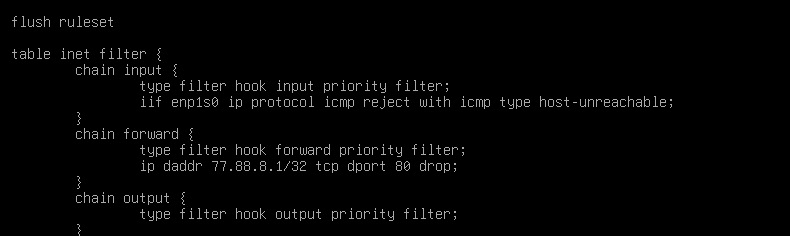 flush ruleset
table inet filter {
chain input {
type filter hook input priority filter;
iif enp1s0 ip protocol icmp reject with icmp type host-unreachable;
}
chain forward {
type filter hook forward priority filter;
ip daddr 77.88.8.1/32 tcp dport 80 drop;
}
chain output {
type filter hook output priority filter;
}